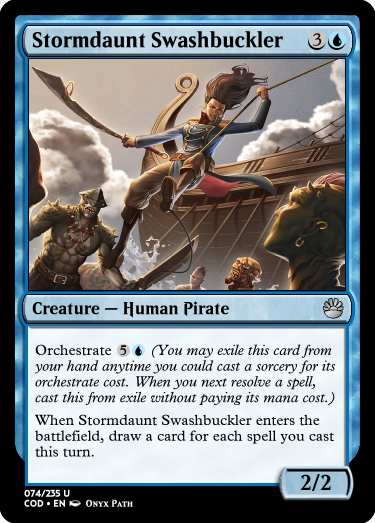 Stormdaunt Swashbuckler 3
Creature — Human Pirate
Orchestrate 5 (You may exile this card from
your hand anytime you could cast a sorcery for its
orchestrate cost. When you next resolve a spell,
cast this from exile without paying its mana cost.)
When Stormdaunt Swashbuckler enters the
battlefield, draw a card for each spell you cast
this turn.
2/2
074/235 U
COD • EN Onyx Path